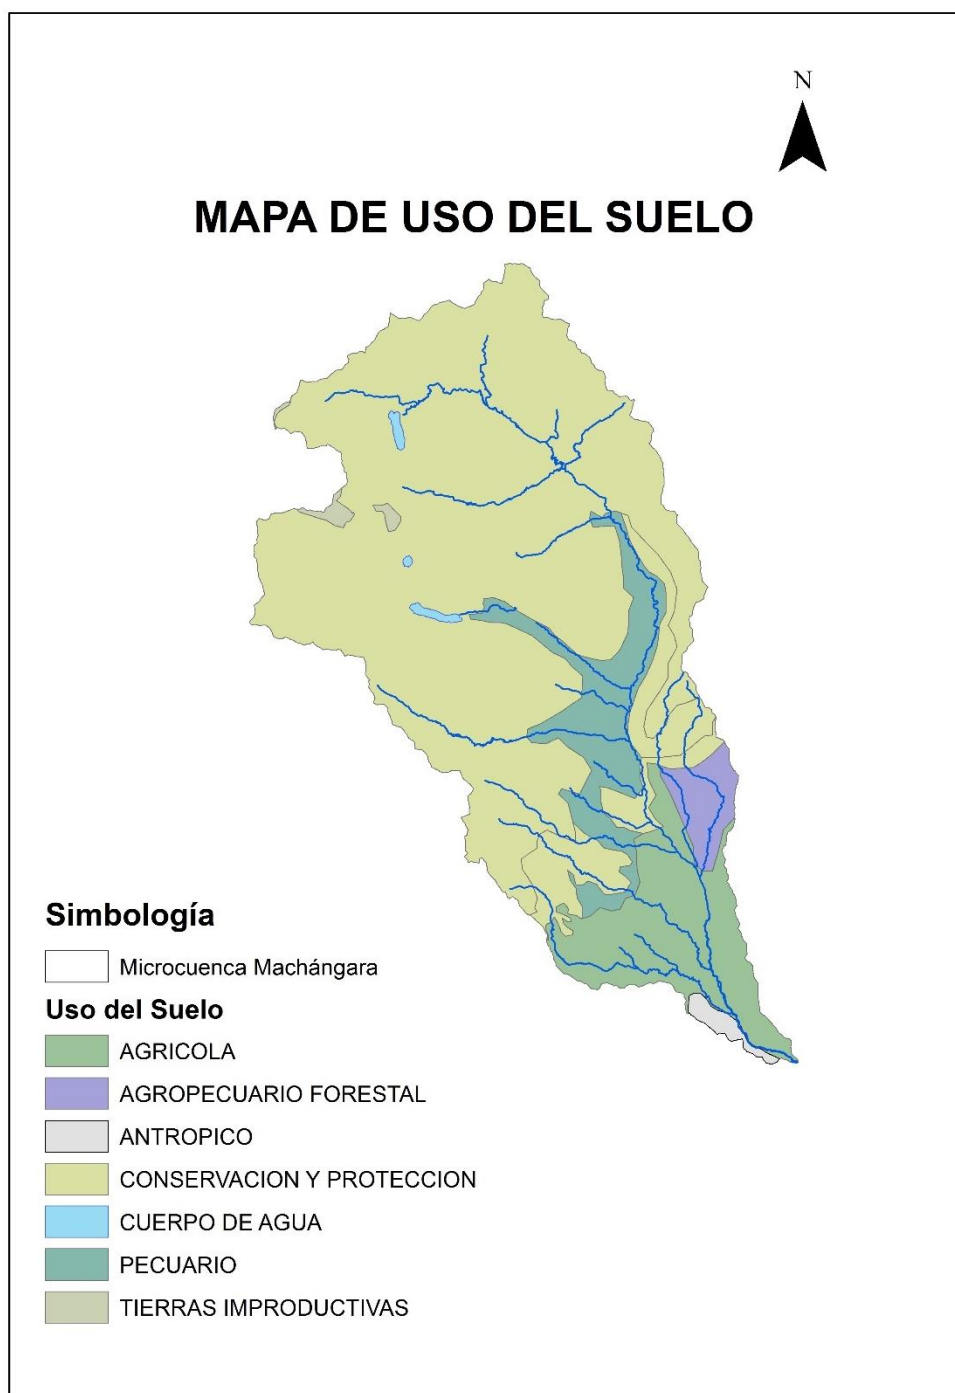 N
MAPA DE USO DEL SUELO
Simbología
Microcuenca Machángara
Uso del Suelo
AGRICOLA
AGROPECUARIO FORESTAL
ANTROPICO
CONSERVACION Y PROTECCION
CUERPO DE AGUA
PECUARIO
TIERRAS IMPRODUCTIVAS